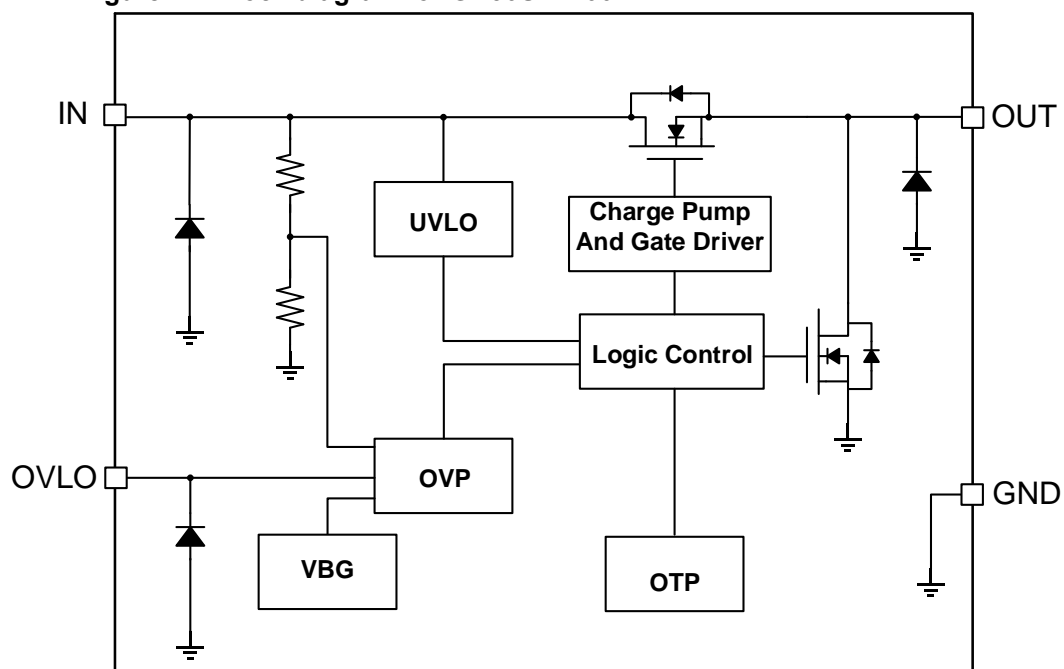 IN
OUT
UVLO
Charge Pump
And Gate Driver
Logic Control
OVLO
OVP
GND
VBG
OTP